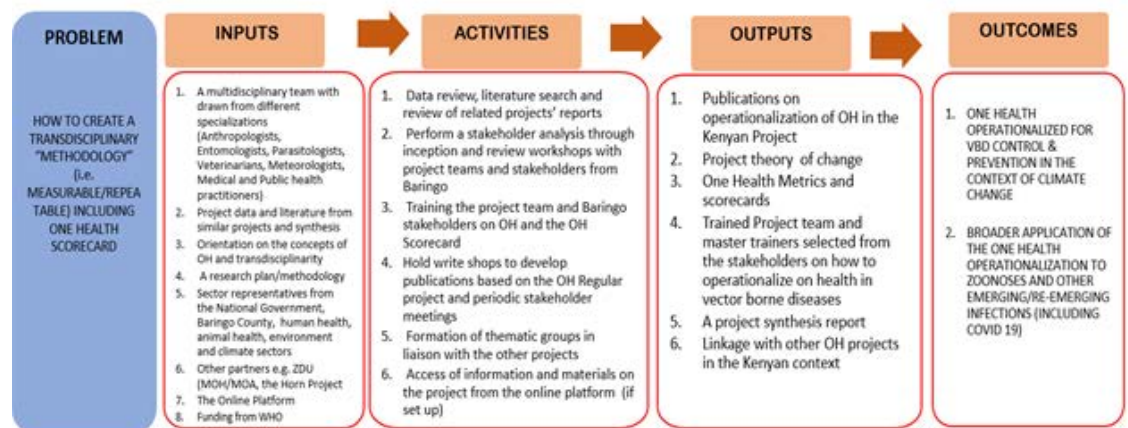 PROBLEM
HOW TO CREATE A
TRANSDISCIPLINARY
"METHODOLOGY"
(i.e.
MEASURABLE/REPEA
TABLE) INCLUDING
ONE HEALTH
SCORECARD
INPUTS
1. A multidisciplinary team with
drawn from different
specializations
(Anthropologists,
Entomologists, Parasitologists,
Veterinarians, Meteorologists,
Medical and Public health
practitioners)
2. Project data and literature from
similar projects and synthesis
3. Orientation on the concepts of
OH and transdisciplinarity
4. A research plan/methodology
5. Sector representatives from
the National Government,
Baringo County, human health,
animal health, environment
and climate sectors
6. Other partners e.g. ZDU
(MOH/MOA, the Horn Project
7. The Online Platform
8. Funding from WHO
ACTIVITIES
1. Data review, literature search and
review of related projects' reports
2. Perform a stakeholder analysis through
inception and review workshops with
project teams and stakeholders from
Baringo
3. Training the project team and Baringo
stakeholders on OH and the OH
Scorecard
4. Hold write shops to develop
publications based on the OH Regular
project and periodic stakeholder
meetings
5. Formation of thematic groups in
liaison with the other projects
6. Access of information and materials on
the project from the online platform (if
set up)
OUTPUTS
1. Publications on
operationalization of OH in the
Kenyan Project
2. Project theory of change
3. One Health Metrics and
scorecards
4. Trained Project team and
master trainers selected from
the stakeholders on how to
operationalize on health in
vector borne diseases
5. A project synthesis report
6. Linkage with other OH projects
in the Kenyan context
OUTCOMES
1. ONE HEALTH
OPERATIONALIZED FOR
VBD CONTROL &
PREVENTION IN THE
CONTEXT OF CLIMATE
CHANGE
2. BROADER APPLICATION OF
THE ONE HEALTH
OPERATIONALIZATION TO
ZOONOSES AND OTHER
EMERGING/RE-EMERGING
INFECTIONS (INCLUDING
COVID 19)